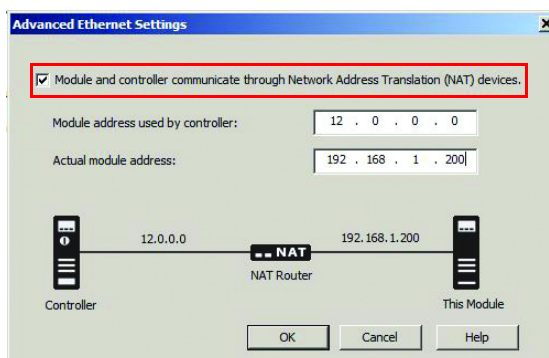 Advanced Ethernet Settings
Module and controller communicate through Network Address Translation (NAT) devices.
Module address used by controller: 12 . 0 . 0 . 0
Actual module address: 192 . 168 . 1 . 200
12.0.0.0 192.168.1.200
NAT
NAT Router
Controller This Module
OK Cancel Help